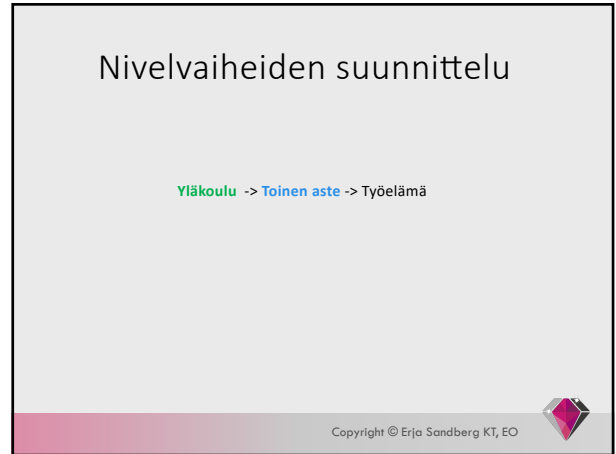 Nivelvaiheiden suunnittelu
Yläkoulu -> Toinen aste -> Työelämä
Copyright © Erja Sandberg KT, EO